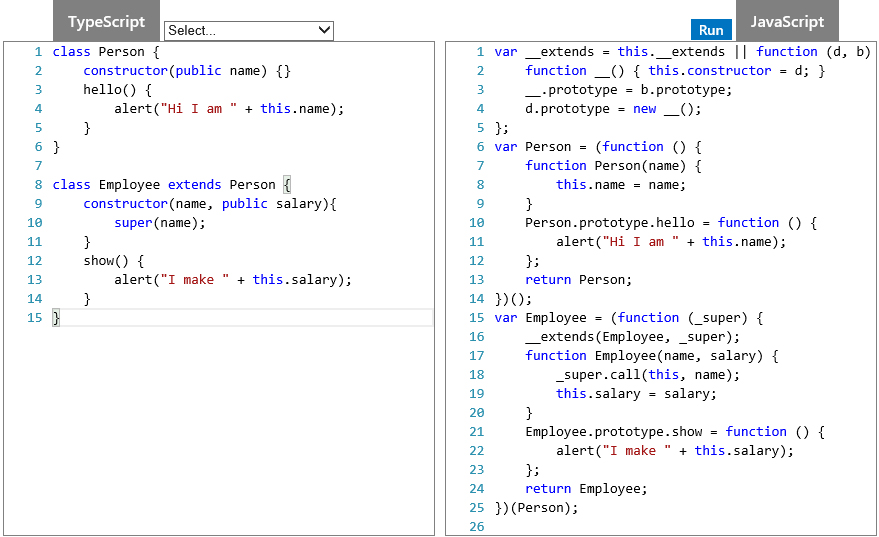 TypeScript
Select...
1 class Person {
2     constructor(public name) {}
3     hello() {
4         alert("Hi I am " + this.name);
5     }
6 }
7
8 class Employee extends Person {
9     constructor(name, public salary){
10         super(name);
11     }
12     show() {
13         alert("I make " + this.salary);
14     }
15 }
Run
JavaScript
1 var __extends = this.__extends || function (d, b)
2     function __() { this.constructor = d; }
3     __.prototype = b.prototype;
4     d.prototype = new __();
5 };
6 var Person = (function () {
7     function Person(name) {
8         this.name = name;
9     }
10     Person.prototype.hello = function () {
11         alert("Hi I am " + this.name);
12     };
13     return Person;
14 })();
15 var Employee = (function (_super) {
16     __extends(Employee, _super);
17     function Employee(name, salary) {
18         _super.call(this, name);
19         this.salary = salary;
20     }
21     Employee.prototype.show = function () {
22         alert("I make " + this.salary);
23     };
24     return Employee;
25 })(Person);
26